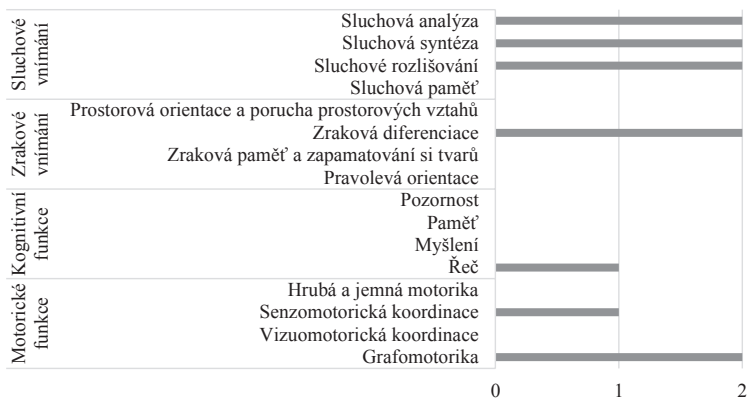 Sluchové
vnímání
Sluchová analýza
Sluchová syntéza
Sluchové rozlišování
Sluchová paměť
Zrakové
vnímání
Prostorová orientace a porucha prostorových vztahů
Zraková diferenciace
Zraková paměť a zapamatování si tvarů
Pravolevá orientace
Kognitivní
funkce
Pozornost
Paměť
Myšlení
Řeč
Motorické
funkce
Hrubá a jemná motorika
Senzomotorická koordinace
Vizuomotorická koordinace
Grafomotorika
0 1 2